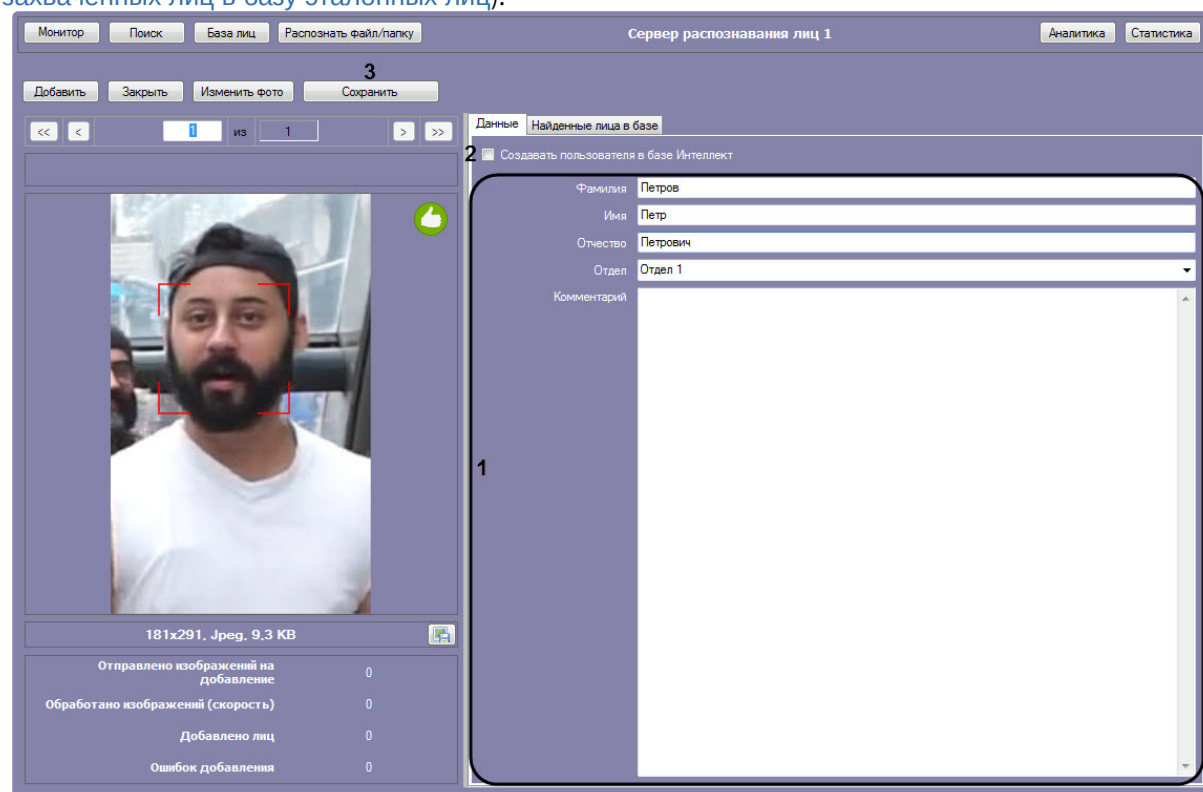 захваченных лиц в базу эталонных лиц).
Монитор Поиск База лиц Распознать файл/папку Сервер распознавания лиц 1 Аналитика Статистика
3
Добавить Закрыть Изменить фото Сохранить
<< < 1 из 1 > >>
Данные Найденные лица в базе
2 Создавать пользователя в базе Интеллект
Фамилия Петров
Имя Петр
Отчество Петрович
Отдел Отдел 1
Комментарий
1
181x291, Jpeg, 9,3 KB
Отправлено изображений на
добавление 0
Обработано изображений (скорость) 0
Добавлено лиц 0
Ошибок добавления 0